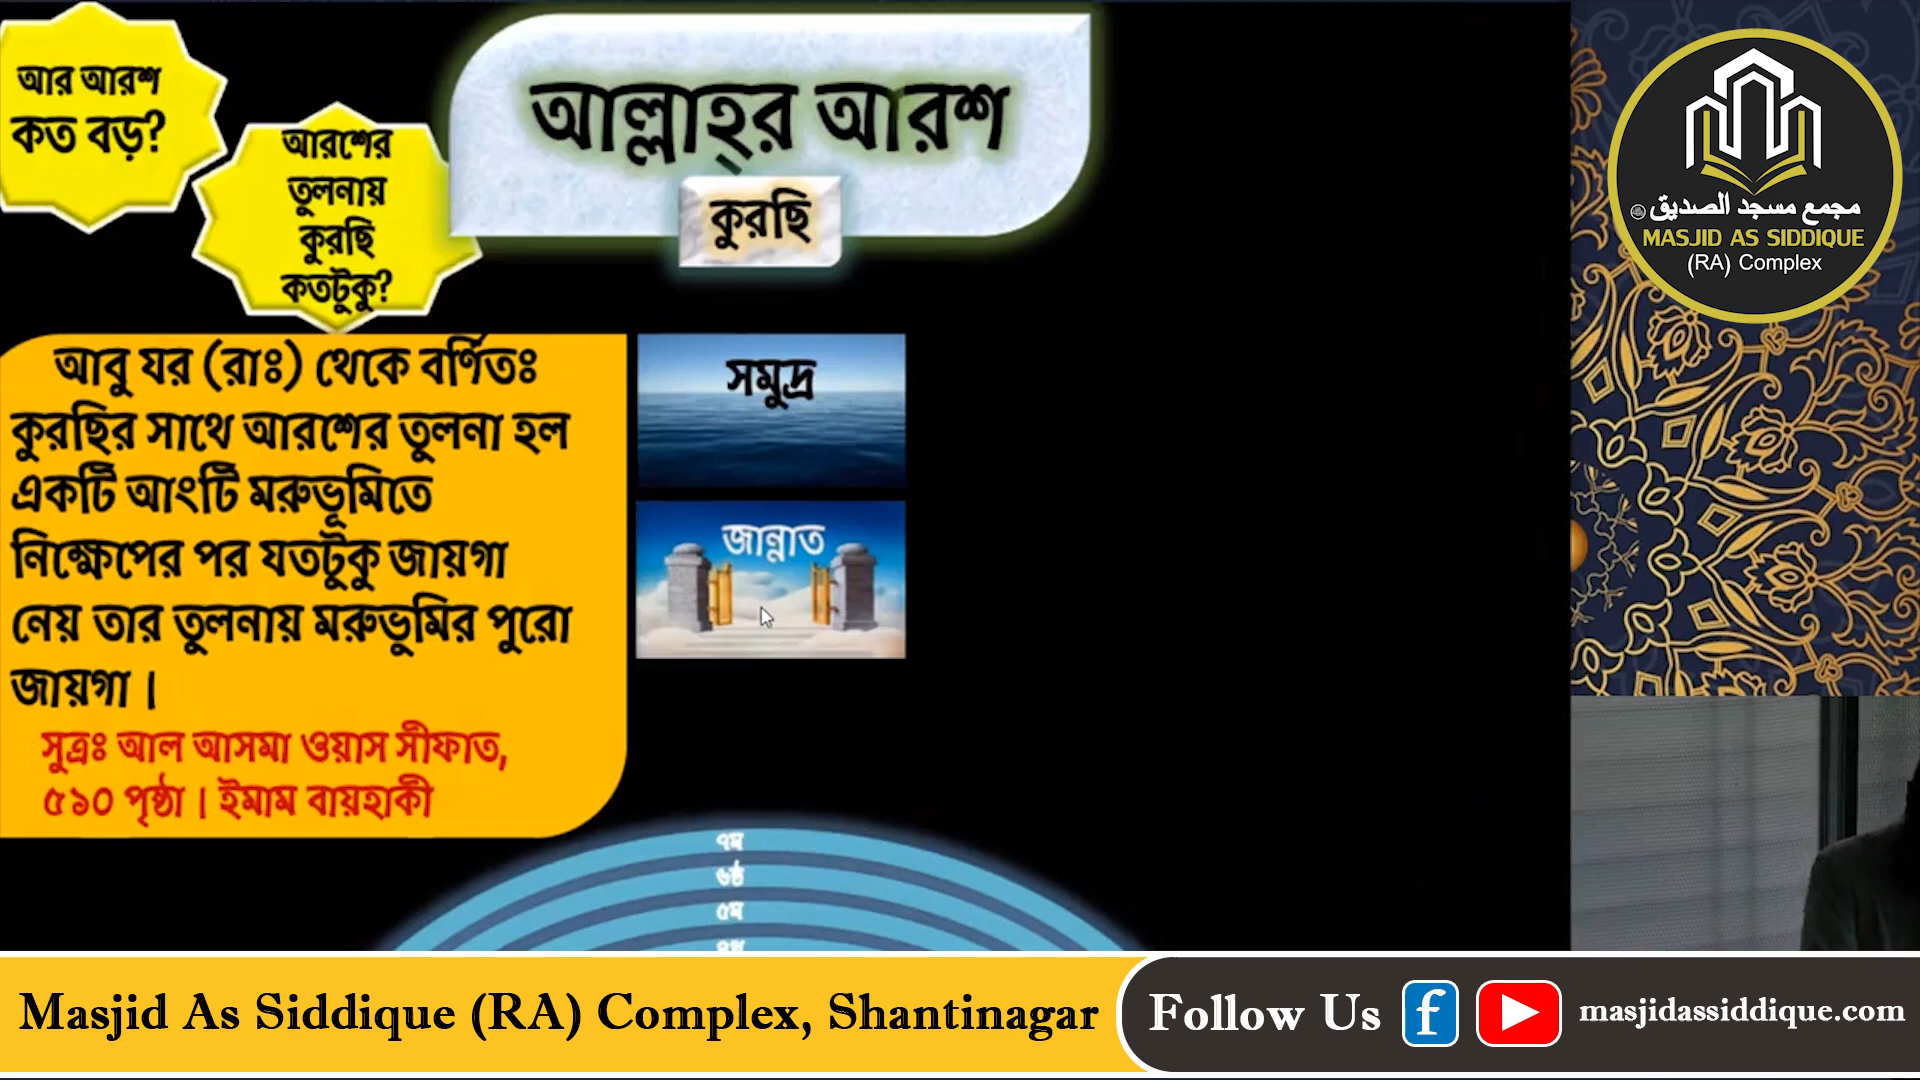 আর আরশ
কত বড়?
আরশের
তুলনায়
কুরছি
কতটুকু?
আল্লাহ্‌র আরশ
কুরছি
আবু যর (রাঃ) থেকে বর্ণিতঃ
কুরছির সাথে আরশের তুলনা হল
একটি আংটি মরুভূমিতে
নিক্ষেপের পর যতটুকু জায়গা
নেয় তার তুলনায় মরুভুমির পুরো
জায়গা।
সুত্রঃ আল আসমা ওয়াস সীফাত,
৫১০ পৃষ্ঠা। ইমাম বায়হাকী
সমুদ্র
জান্নাত
৭ম
৬ষ্ঠ
৫ম
مجمع مسجد الصديق
MASJID AS SIDDIQUE
(RA) Complex
Masjid As Siddique (RA) Complex, Shantinagar
Follow Us
masjidassiddique.com